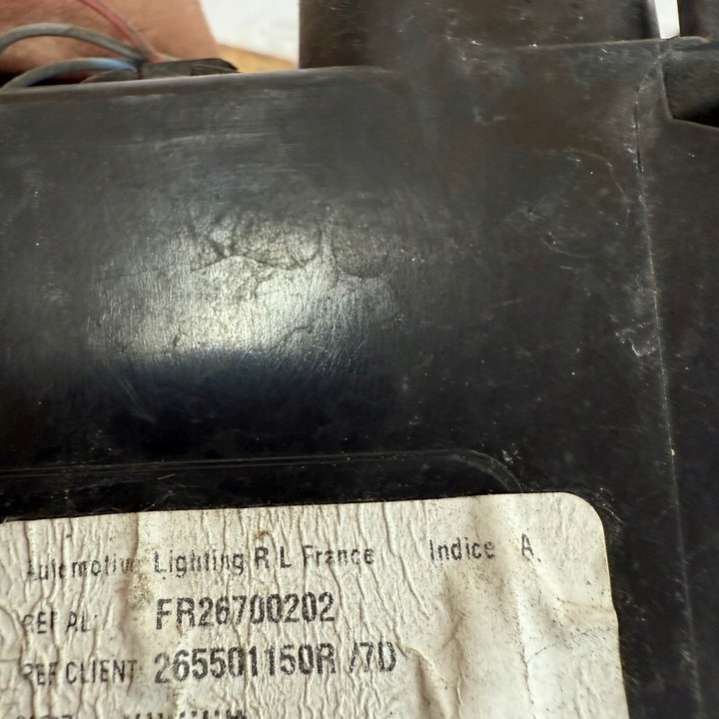 Automotive Lighting R L France Indice A
REF AL: FR26700202
REF CLIENT 265501150R /7D